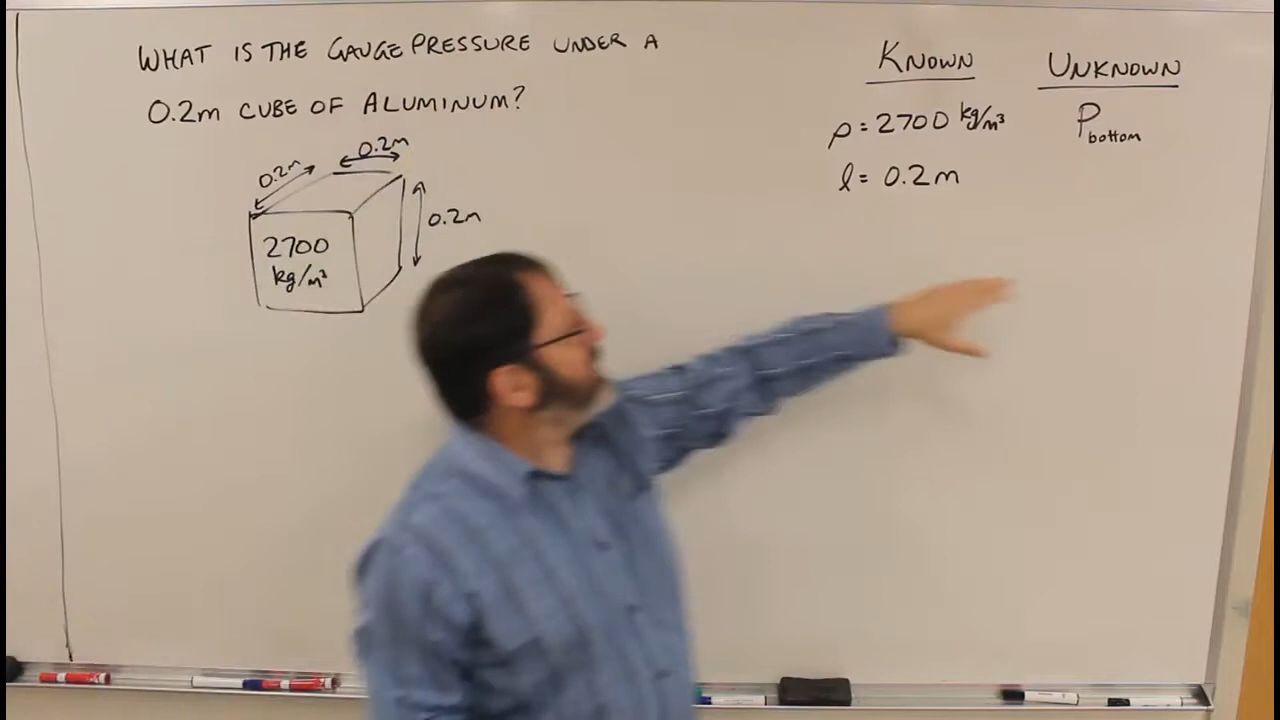 WHAT IS THE GAUGE PRESSURE UNDER A
0.2m CUBE OF ALUMINUM?
0.2m
0.2m
0.2m
2700
kg/m³
KNOWN
ρ = 2700 kg/m³
l = 0.2m
UNKNOWN
P bottom